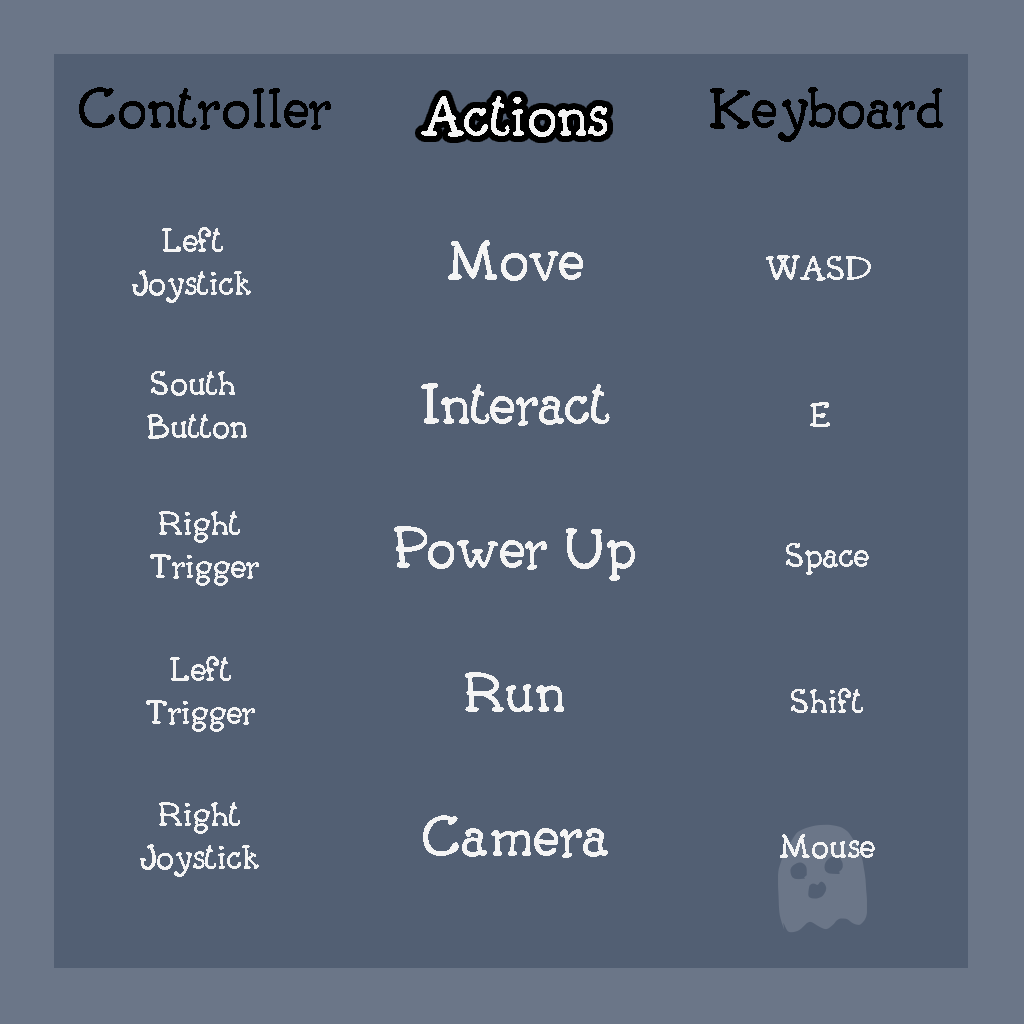 Controller Actions Keyboard
Left
Joystick
Move
WASD
South
Button
Interact
E
Right
Trigger
Power Up
Space
Left
Trigger
Run
Shift
Right
Joystick
Camera
Mouse